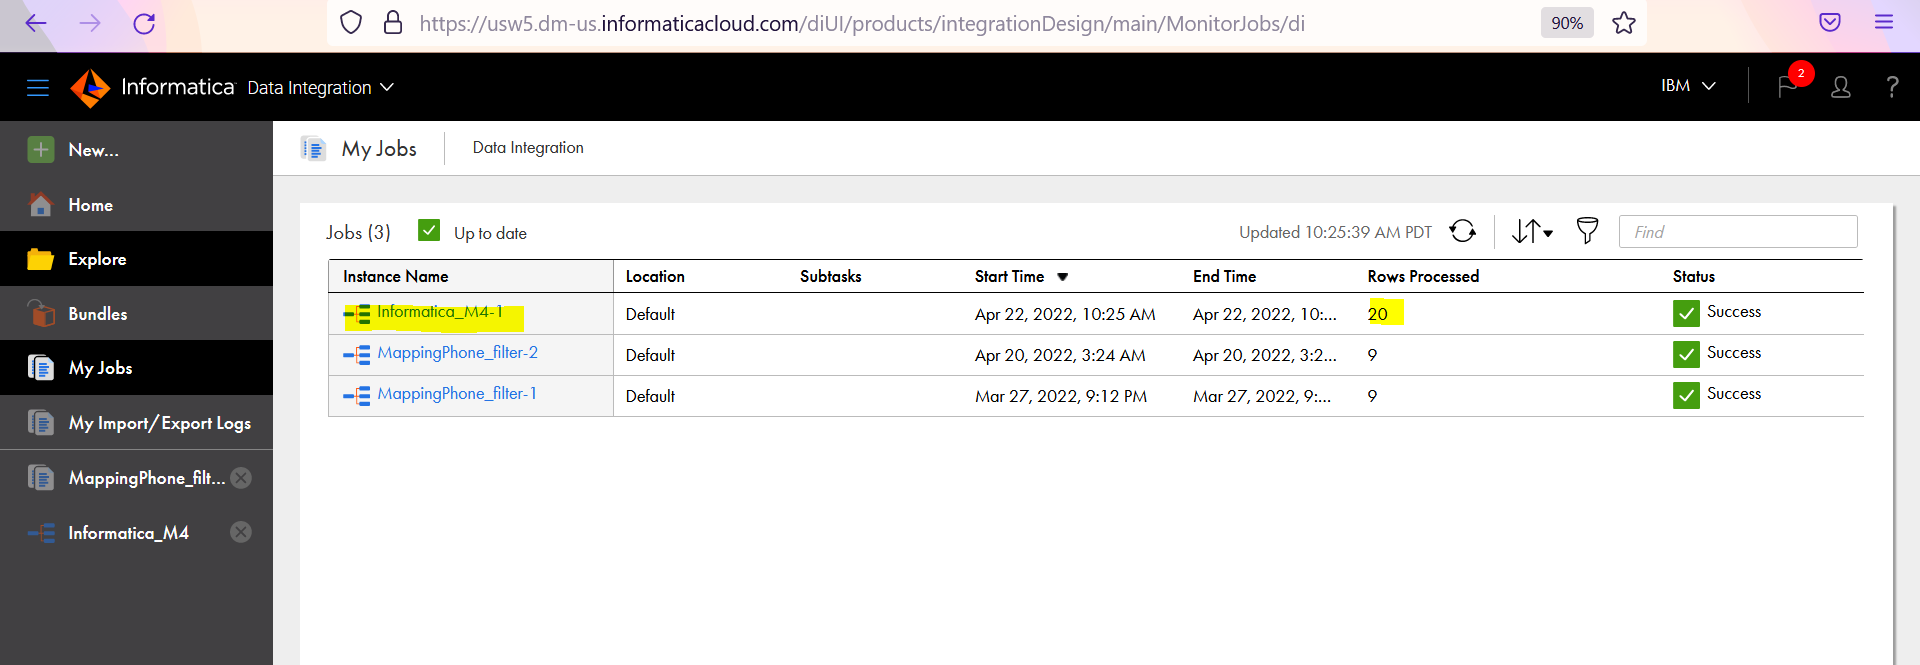 https://usw5.dm-us.informaticacloud.com/diUI/products/integrationDesign/main/MonitorJobs/di 90%
Informatica Data Integration IBM 2 ?
New...
Home
Explore
Bundles
My Jobs
My Import/Export Logs
MappingPhone_filt...
Informatica_M4
My Jobs Data Integration
Jobs (3) Up to date Updated 10:25:39 AM PDT Find
Instance Name Location Subtasks Start Time End Time Rows Processed Status
Informatica_M4-1 Default Apr 22, 2022, 10:25 AM Apr 22, 2022, 10:... 20 Success
MappingPhone_filter-2 Default Apr 20, 2022, 3:24 AM Apr 20, 2022, 3:2... 9 Success
MappingPhone_filter-1 Default Mar 27, 2022, 9:12 PM Mar 27, 2022, 9:... 9 Success